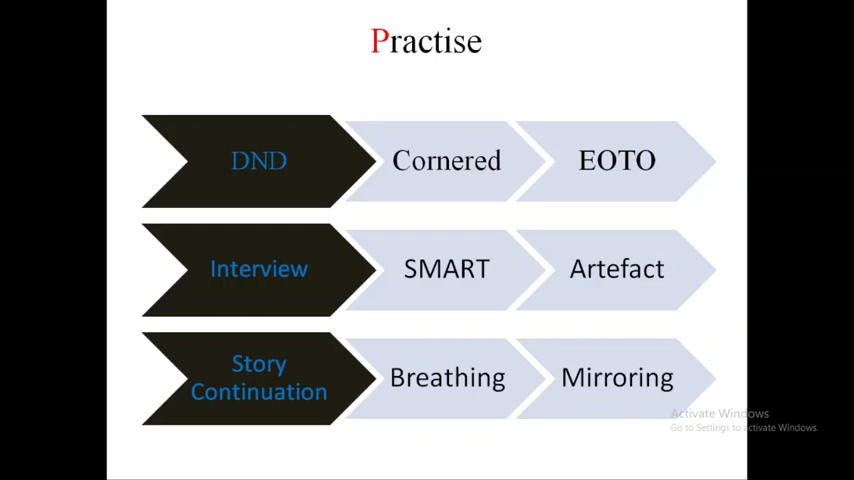 Practise
DND
Cornered
EOTO
Interview
SMART
Artefact
Story
Continuation
Breathing
Mirroring
Activate Windows
Go to Settings to activate Windows.